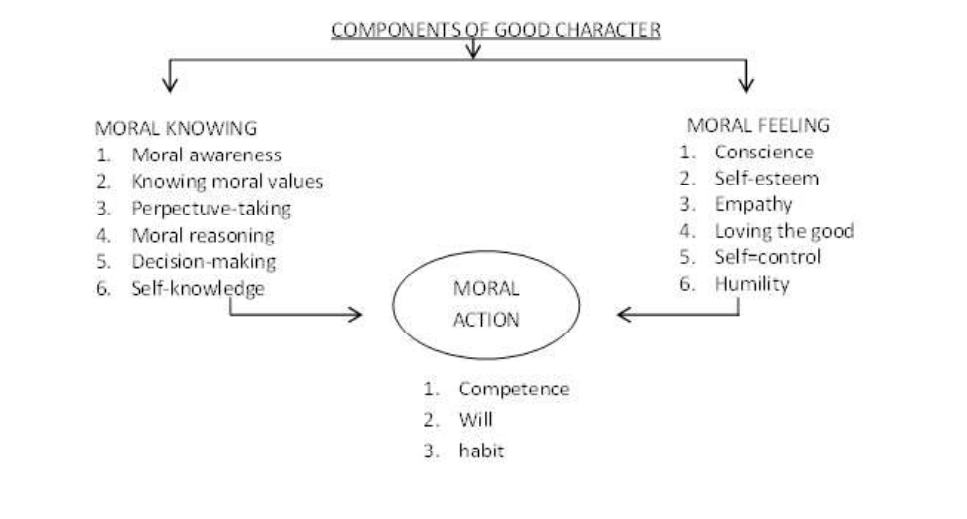 COMPONENTS OF GOOD CHARACTER
MORAL KNOWING
1. Moral awareness
2. Knowing moral values
3. Perpectuve-taking
4. Moral reasoning
5. Decision-making
6. Self-knowledge
MORAL FEELING
1. Conscience
2. Self-esteem
3. Empathy
4. Loving the good
5. Self=control
6. Humility
MORAL
ACTION
1. Competence
2. Will
3. habit